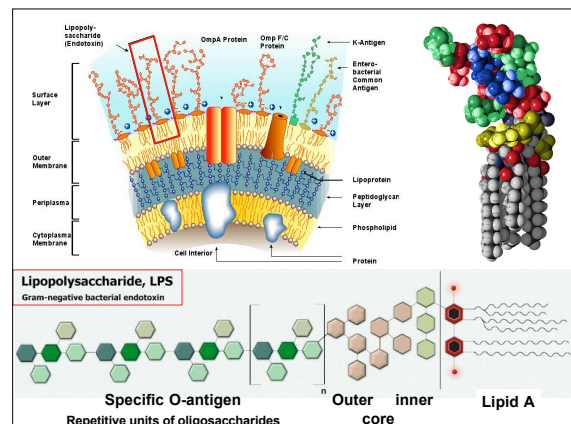 Lipopoly-
saccharide
(Endotoxin)
OmpA Protein
Omp F/C
Protein
K-Antigen
Entero-
bacterial
Common
Antigen
Surface
Layer
Outer
Membrane
Lipoprotein
Periplasma
Peptidoglycan
Layer
Phospholipid
Cytoplasma
Membrane
Cell Interior
Protein
Lipopolysaccharide, LPS
Gram-negative bacterial endotoxin
n
Specific O-antigen
Repetitive units of oligosaccharides
Outer inner
core
Lipid A